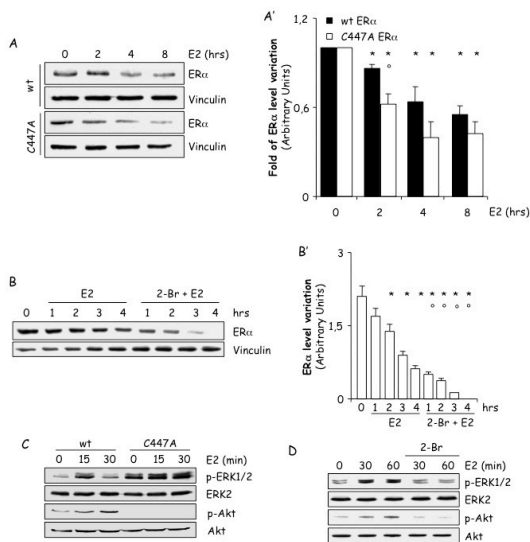 A
0 2 4 8 E2 (hrs)
wt
ERα
Vinculin
C447A
ERα
Vinculin
A'
wt ERα
C447A ERα
Fold of ERα level variation
(Arbitrary Units)
1,2
* * * * * *
°
0,6
0
0 2 4 8 E2 (hrs)
B
E2 2-Br + E2
0 1 2 3 4 1 2 3 4 hrs
ERα
Vinculin
B'
ERα level variation
(Arbitrary Units)
3
* * * * * * *
° ° ° °
1,5
0
0 1 2 3 4 1 2 3 4 hrs
E2 2-Br + E2
C
wt C447A
0 15 30 0 15 30 E2 (min)
p-ERK1/2
ERK2
p-Akt
Akt
D
2-Br
0 30 60 30 60 E2 (min)
p-ERK1/2
ERK2
p-Akt
Akt